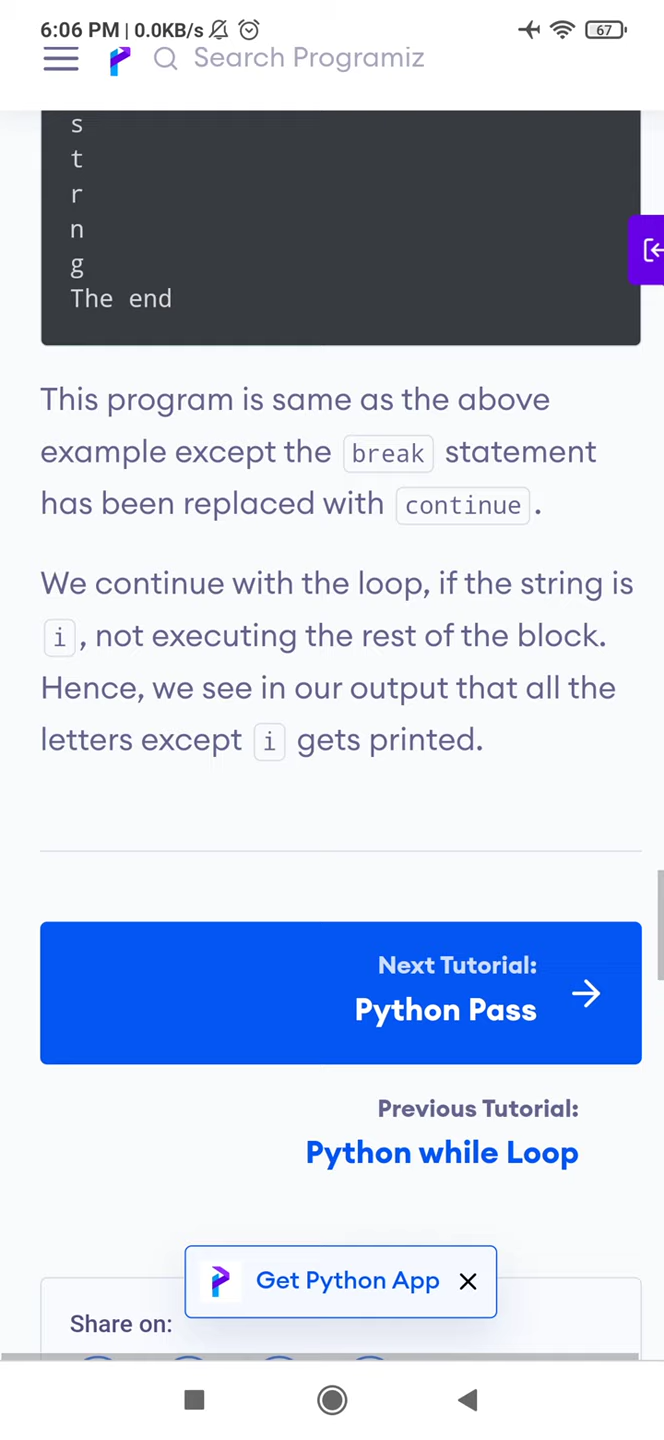 6:06 PM | 0.0KB/s
67
Search Programiz
s
t
r
n
g
The end
This program is same as the above
example except the break statement
has been replaced with continue.
We continue with the loop, if the string is
i, not executing the rest of the block.
Hence, we see in our output that all the
letters except i gets printed.
Next Tutorial:
Python Pass
Previous Tutorial:
Python while Loop
Get Python App
Share on: